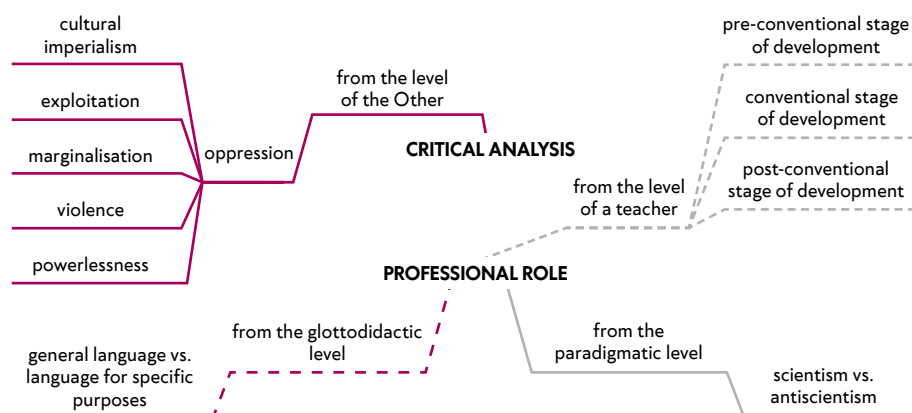 cultural
imperialism
exploitation
marginalisation
violence
powerlessness
oppression
from the level
of the Other
CRITICAL ANALYSIS
pre-conventional stage
of development
conventional stage
of development
post-conventional
stage of development
from the level
of a teacher
PROFESSIONAL ROLE
from the glottodidactic
level
general language vs.
language for specific
purposes
from the
paradigmatic level
scientism vs.
antiscientism